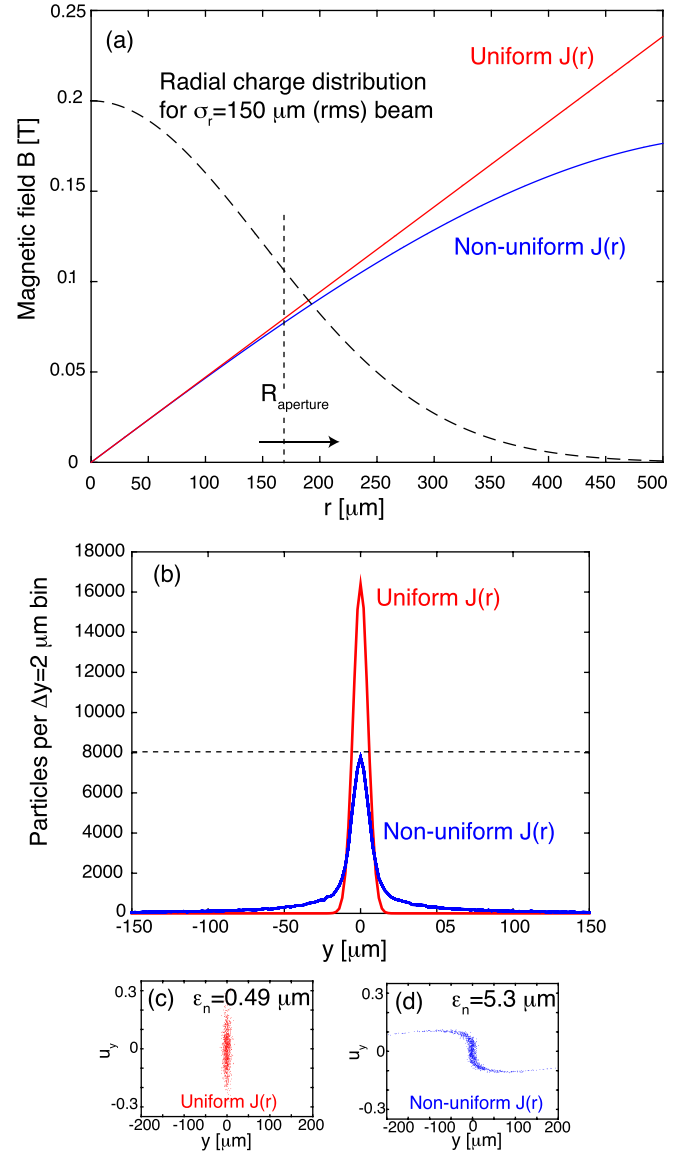 (a)
Uniform J(r)
Radial charge distribution
for σr=150 μm (rms) beam
Non-uniform J(r)
Raperture
Magnetic field B [T]
0.25
0.2
0.15
0.1
0.05
0
0 50 100 150 200 250 300 350 400 450 500
r [μm]
(b)
Uniform J(r)
Non-uniform J(r)
Particles per Δy=2 μm bin
18000
16000
14000
12000
10000
8000
6000
4000
2000
0
-150 -100 -50 0 05 100 150
y [μm]
(c) εn=0.49 μm
uy
0.3
0
-0.3
Uniform J(r)
-200 -100 0 100 200
y [μm]
(d) εn=5.3 μm
uy
0.3
0
-0.3
Non-uniform J(r)
-200 -100 0 100 200
y [μm]